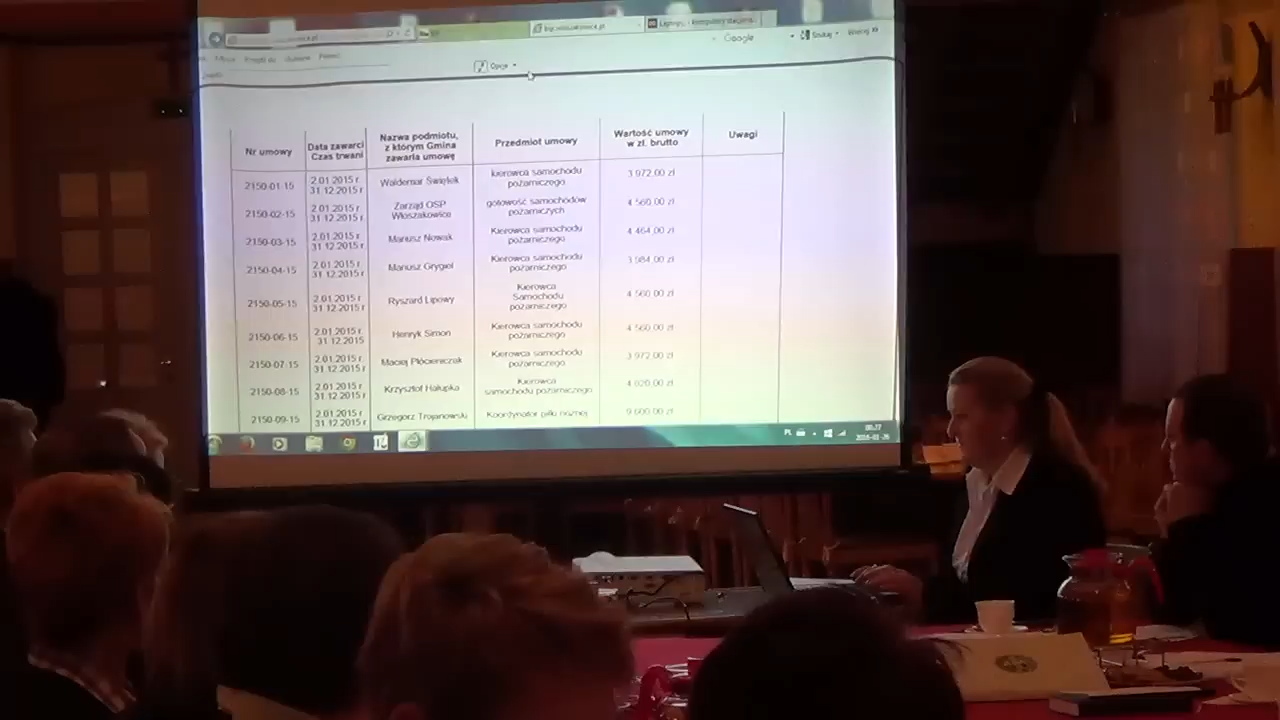 Google
Szukaj
Więcej »
Opcje
Nr umowy
Data zawarci
Czas trwani
Nazwa podmiotu,
z którym Gmina
zawarła umowę
Przedmiot umowy
Wartość umowy
w zł. brutto
Uwagi
2150-01-15
2.01.2015 r.
31.12.2015 r
Waldemar Świętek
kierowca samochodu
pożarniczego
3 972,00 zł
2150-02-15
2.01.2015 r.
31.12.2015 r
Zarząd OSP
Włoszakowice
gotowość samochodów
pożarniczych
4 560,00 zł
2150-03-15
2.01.2015 r.
31.12.2015 r
Mariusz Nowak
Kierowca samochodu
pożarniczego
4 464,00 zł
2150-04-15
2.01.2015 r.
31.12.2015 r
Mariusz Grygiel
Kierowca samochodu
pożarniczego
3 984,00 zł
2150-05-15
2.01.2015 r.
31.12.2015 r
Ryszard Lipowy
Kierowca
Samochodu
pożarniczego
4 560,00 zł
2150-06-15
2.01.2015 r.
31.12.2015
Henryk Simon
Kierowca samochodu
pożarniczego
4 560,00 zł
2150-07-15
2.01.2015 r.
31.12.2015 r
Maciej Płócieniczak
Kierowca samochodu
pożarniczego
3 972,00 zł
2150-08-15
2.01.2015 r.
31.12.2015 r
Krzysztof Hałupka
Kierowca
samochodu pożarniczego
4 020,00 zł
2150-09-15
2.01.2015 r.
31.12.2015 r
Grzegorz Trojanowski
Koordynator piłki nożnej
9 600,00 zł
PL